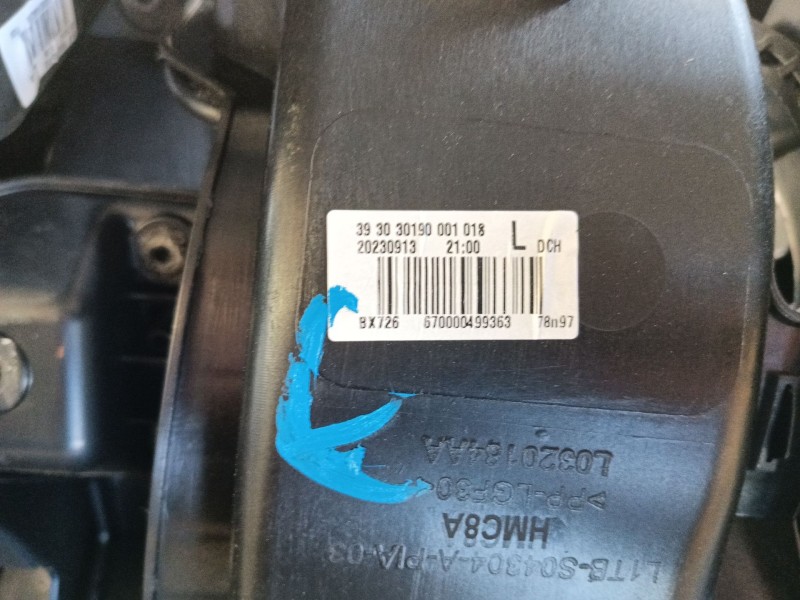 39 30 30190 001 018
20230913 21:00 L DCH
BX726 670000499363 78n97
L0320184AA
>PP-LGF30<
HMC8A
L1TB-S04304-A-PIA-03